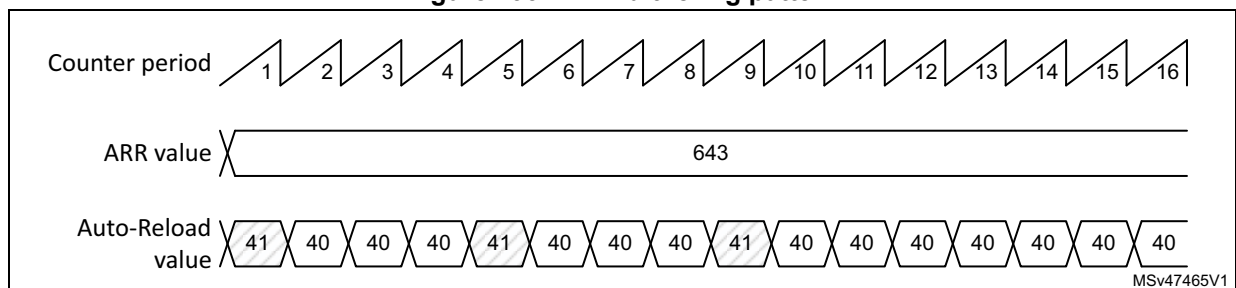 Counter period 1 2 3 4 5 6 7 8 9 10 11 12 13 14 15 16
ARR value 643
Auto-Reload
value 41 40 40 40 41 40 40 40 41 40 40 40 40 40 40 40
MSv47465V1